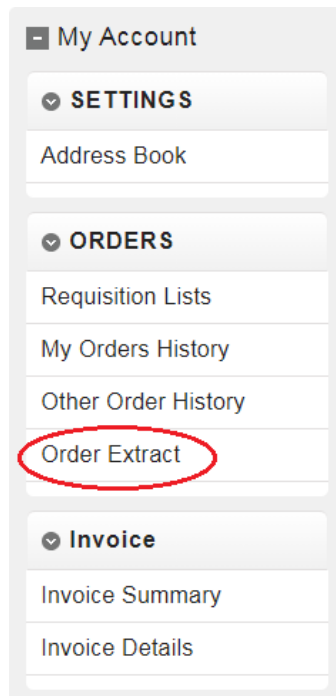 My Account
SETTINGS
Address Book
ORDERS
Requisition Lists
My Orders History
Other Order History
Order Extract
Invoice
Invoice Summary
Invoice Details